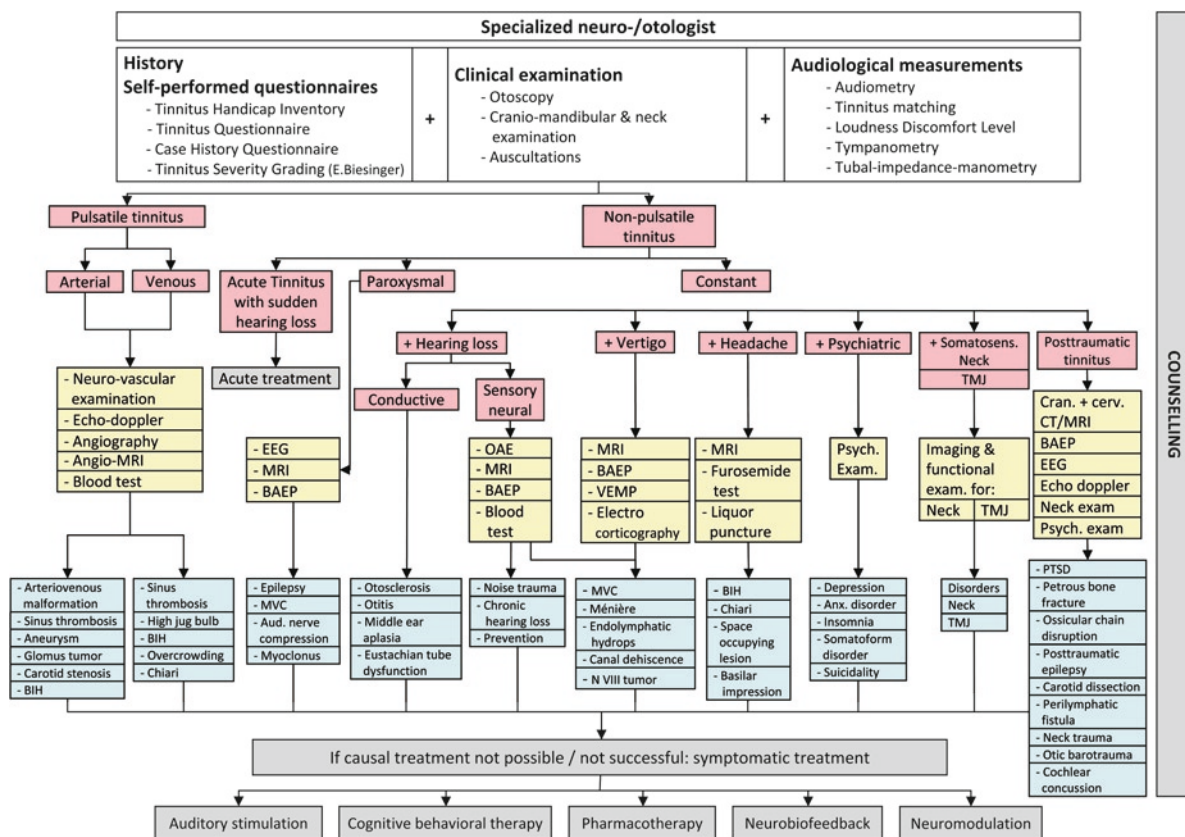 Specialized neuro-/otologist
History
Self-performed questionnaires
- Tinnitus Handicap Inventory
- Tinnitus Questionnaire
- Case History Questionnaire
- Tinnitus Severity Grading (E.Biesinger)
+
Clinical examination
- Otoscopy
- Cranio-mandibular & neck
examination
- Auscultations
+
Audiological measurements
- Audiometry
- Tinnitus matching
- Loudness Discomfort Level
- Tympanometry
- Tubal-impedance-manometry
COUNSELLING
Pulsatile tinnitus
Non-pulsatile
tinnitus
Arterial
Venous
Acute Tinnitus
with sudden
hearing loss
Paroxysmal
Constant
Acute treatment
+ Hearing loss
+ Vertigo
+ Headache
+ Psychiatric
+ Somatosens.
Neck
TMJ
Posttraumatic
tinnitus
Conductive
Sensory
neural
- Neuro-vascular
examination
- Echo-doppler
- Angiography
- Angio-MRI
- Blood test
- EEG
- MRI
- BAEP
- OAE
- MRI
- BAEP
- Blood
test
- MRI
- BAEP
- VEMP
- Electro
corticography
- MRI
- Furosemide
test
- Liquor
puncture
Psych.
Exam.
Imaging &
functional
exam. for:
Neck
TMJ
Cran. + cerv.
CT/MRI
BAEP
EEG
Echo doppler
Neck exam
Psych. exam
- Arteriovenous
malformation
- Sinus thrombosis
- Aneurysm
- Glomus tumor
- Carotid stenosis
- BIH
- Sinus
thrombosis
- High jug bulb
- BIH
- Overcrowding
- Chiari
- Epilepsy
- MVC
- Aud. nerve
compression
- Myoclonus
- Otosclerosis
- Otitis
- Middle ear
aplasia
- Eustachian tube
dysfunction
- Noise trauma
- Chronic
hearing loss
- Prevention
- MVC
- Ménière
- Endolymphatic
hydrops
- Canal dehiscence
- N VIII tumor
- BIH
- Chiari
- Space
occupying
lesion
- Basilar
impression
- Depression
- Anx. disorder
- Insomnia
- Somatoform
disorder
- Suicidality
Disorders
Neck
TMJ
- PTSD
- Petrous bone
fracture
- Ossicular chain
disruption
- Posttraumatic
epilepsy
- Carotid dissection
- Perilymphatic
fistula
- Neck trauma
- Otic barotrauma
- Cochlear
concussion
If causal treatment not possible / not successful: symptomatic treatment
Auditory stimulation
Cognitive behavioral therapy
Pharmacotherapy
Neurobiofeedback
Neuromodulation